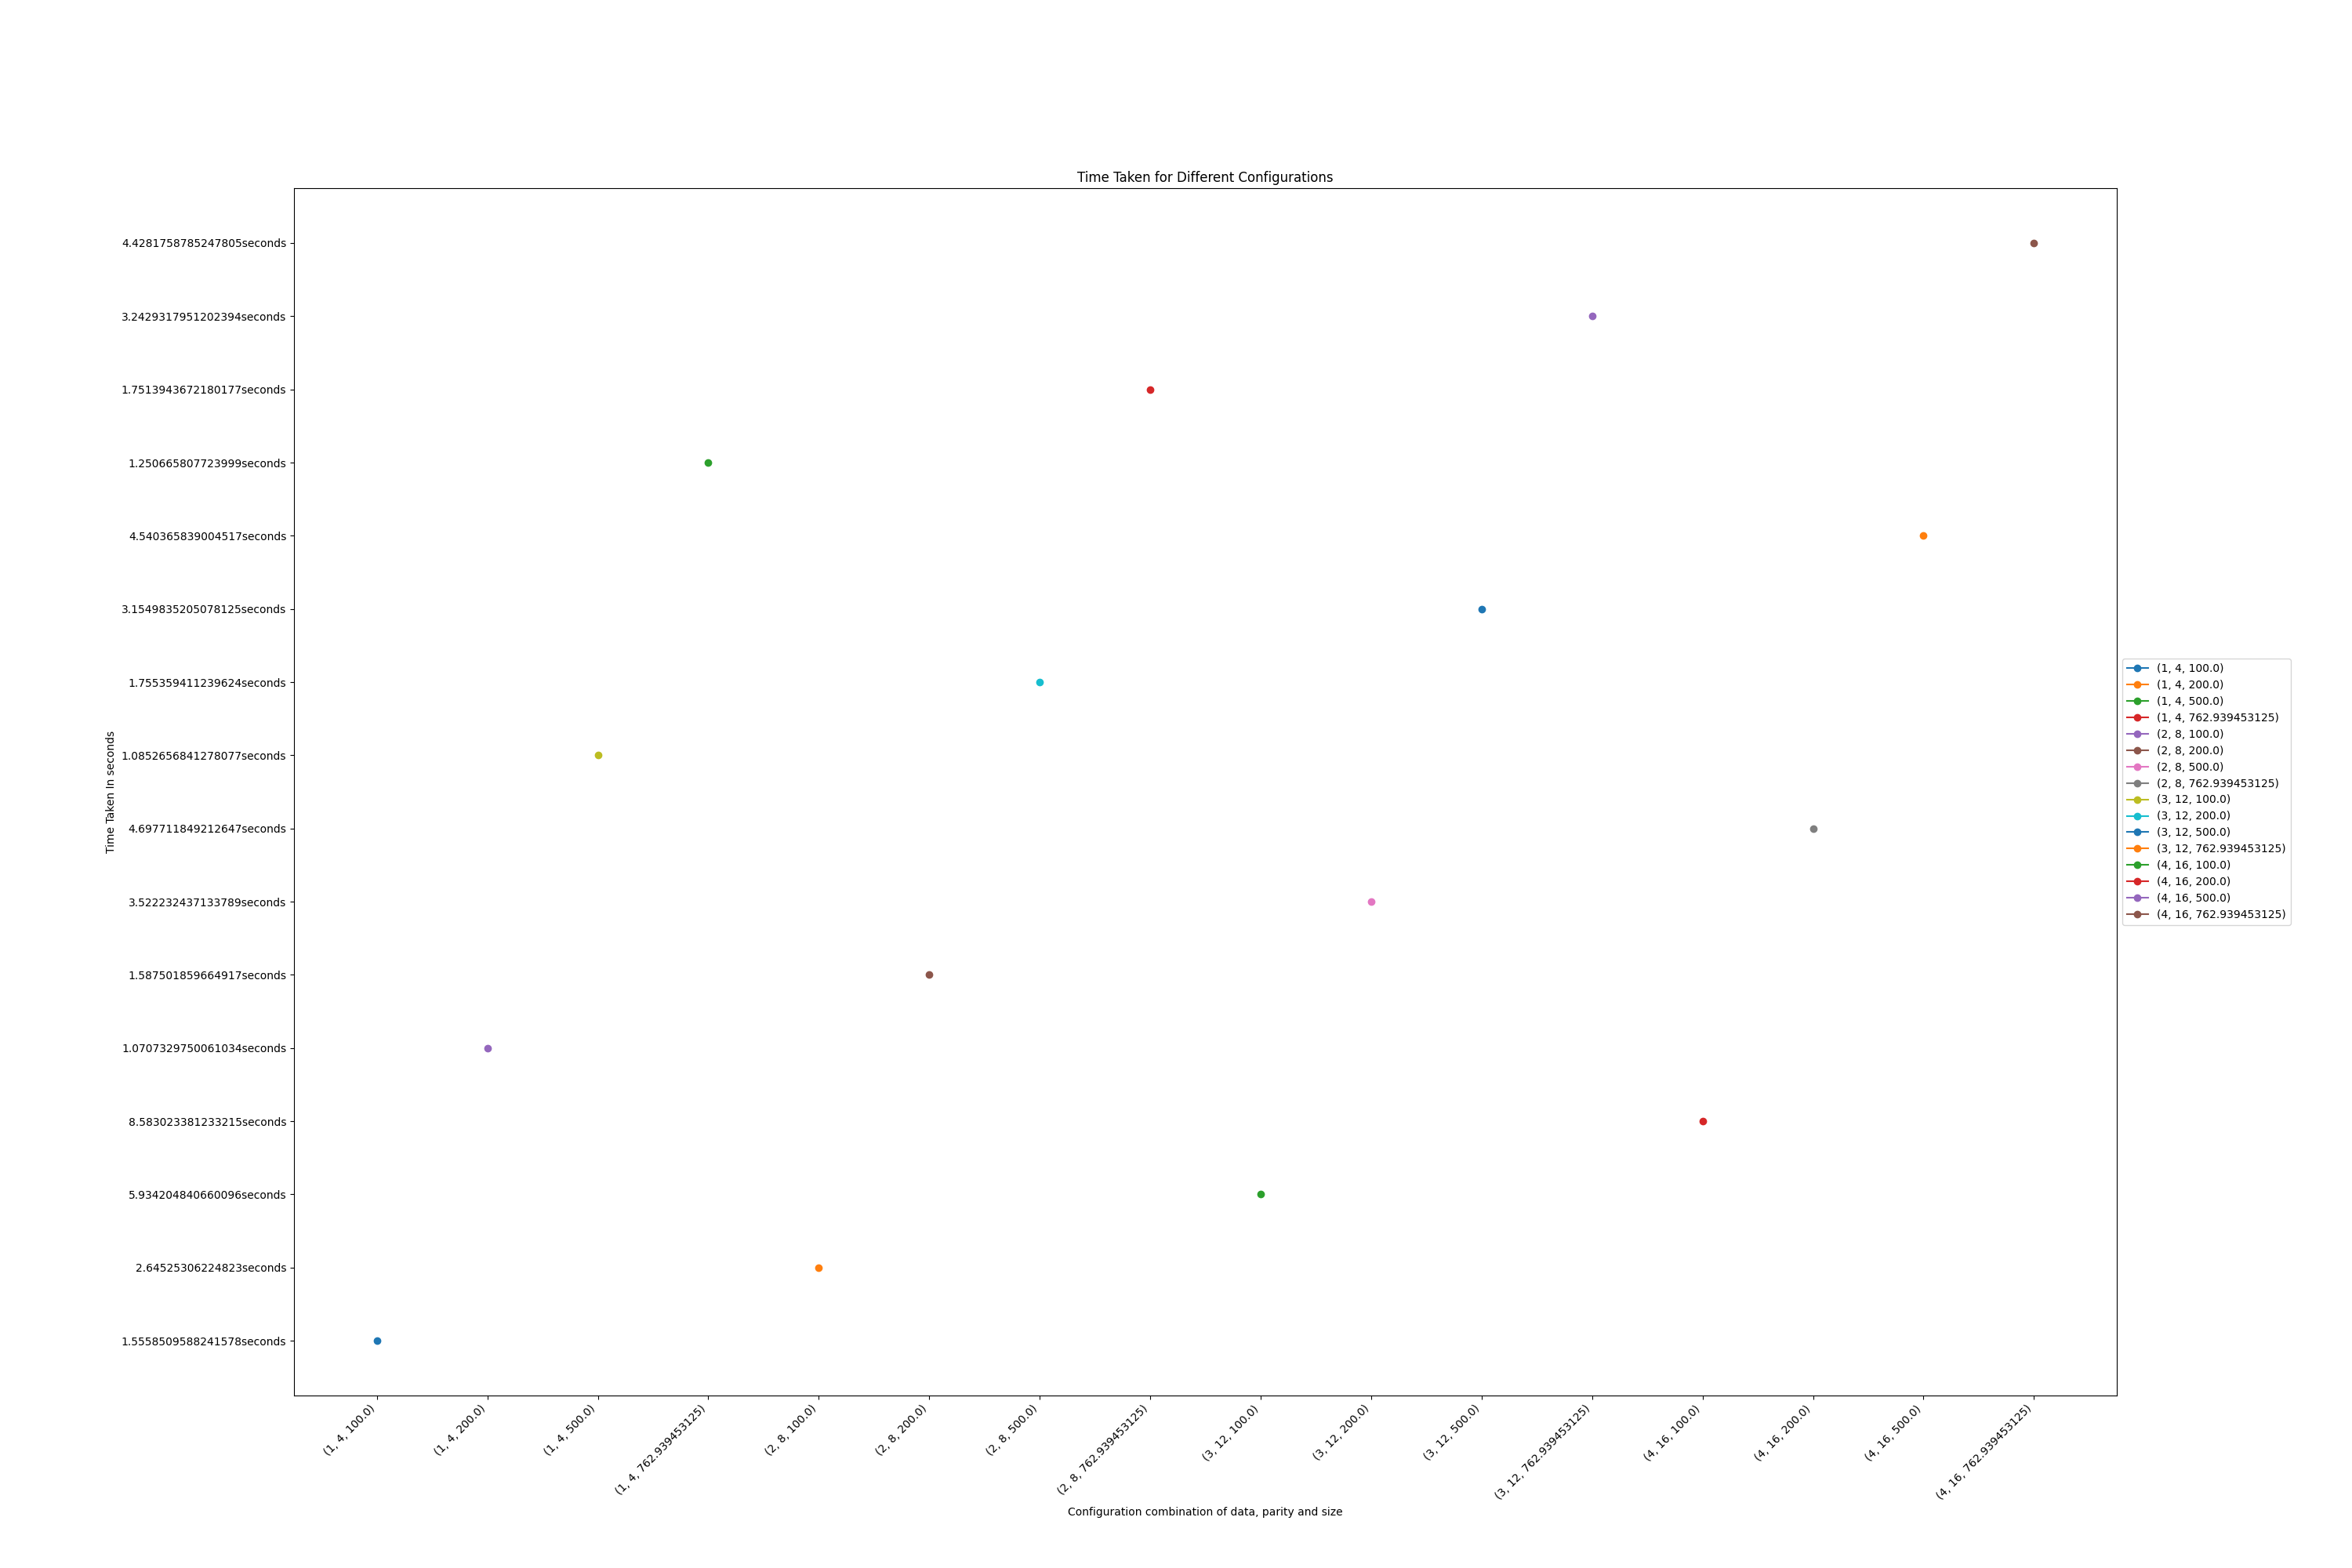 Time Taken for Different Configurations
4.4281758785247805seconds
3.2429317951202394seconds
1.7513943672180177seconds
1.250665807723999seconds
4.540365839004517seconds
3.1549835205078125seconds
1.755359411239624seconds
1.0852656841278077seconds
4.697711849212647seconds
3.522232437133789seconds
1.587501859664917seconds
1.0707329750061034seconds
8.583023381233215seconds
5.934204840660096seconds
2.64525306224823seconds
1.5558509588241578seconds
Time Taken In seconds
(1, 4, 100.0)
(1, 4, 200.0)
(1, 4, 500.0)
(1, 4, 762.939453125)
(2, 8, 100.0)
(2, 8, 200.0)
(2, 8, 500.0)
(2, 8, 762.939453125)
(3, 12, 100.0)
(3, 12, 200.0)
(3, 12, 500.0)
(3, 12, 762.939453125)
(4, 16, 100.0)
(4, 16, 200.0)
(4, 16, 500.0)
(4, 16, 762.939453125)
Configuration combination of data, parity and size
(1, 4, 100.0)
(1, 4, 200.0)
(1, 4, 500.0)
(1, 4, 762.939453125)
(2, 8, 100.0)
(2, 8, 200.0)
(2, 8, 500.0)
(2, 8, 762.939453125)
(3, 12, 100.0)
(3, 12, 200.0)
(3, 12, 500.0)
(3, 12, 762.939453125)
(4, 16, 100.0)
(4, 16, 200.0)
(4, 16, 500.0)
(4, 16, 762.939453125)